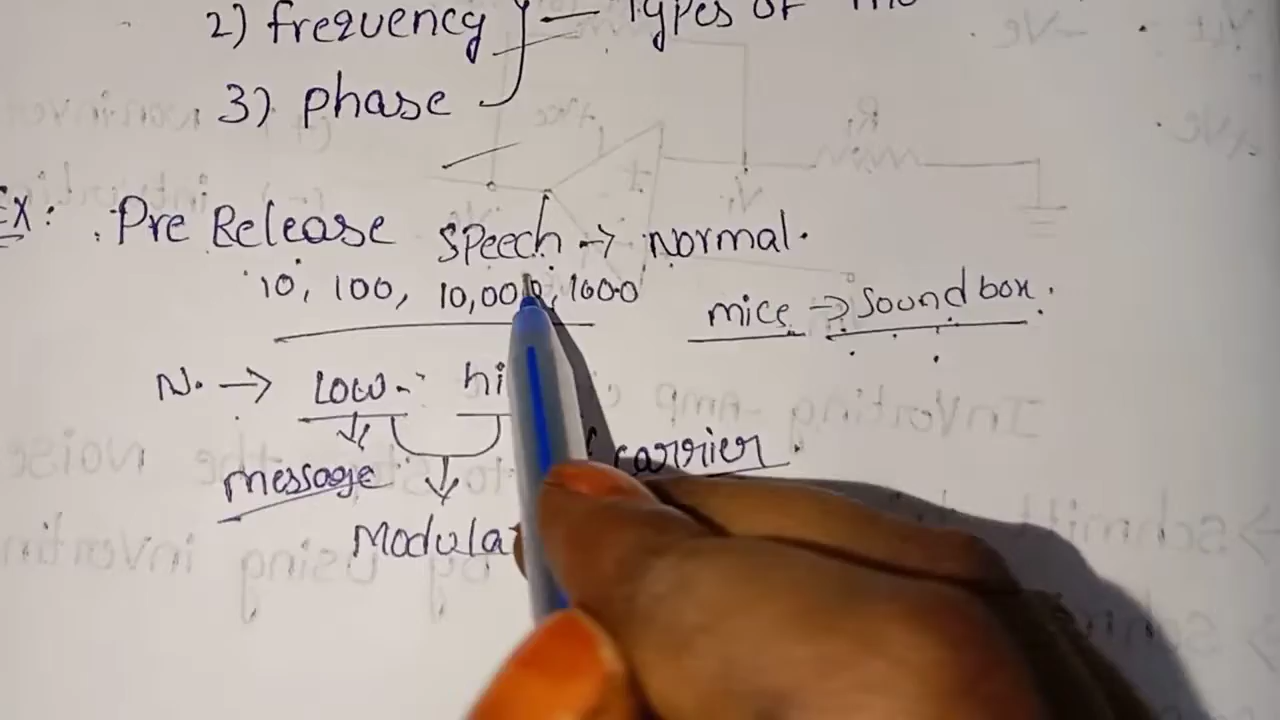 2) frequency } — Types of
3) phase
EX: Pre Release Speech → Normal.
10, 100, 10,000, 1000
mice → Sound box.
N. → Low hi
message carrier
Modula